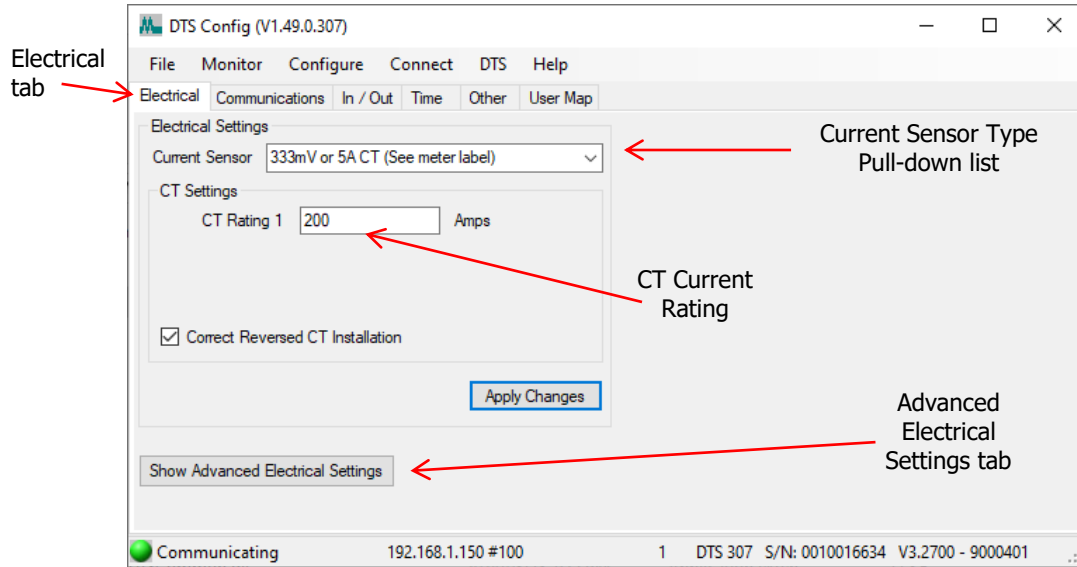 DTS Config (V1.49.0.307)
File Monitor Configure Connect DTS Help
Electrical
tab
Electrical Communications In / Out Time Other User Map
Electrical Settings
Current Sensor 333mV or 5A CT (See meter label)
Current Sensor Type
Pull-down list
CT Settings
CT Rating 1 200 Amps
CT Current
Rating
Correct Reversed CT Installation
Apply Changes
Advanced
Electrical
Settings tab
Show Advanced Electrical Settings
Communicating 192.168.1.150 #100 1 DTS 307 S/N: 0010016634 V3.2700 - 9000401